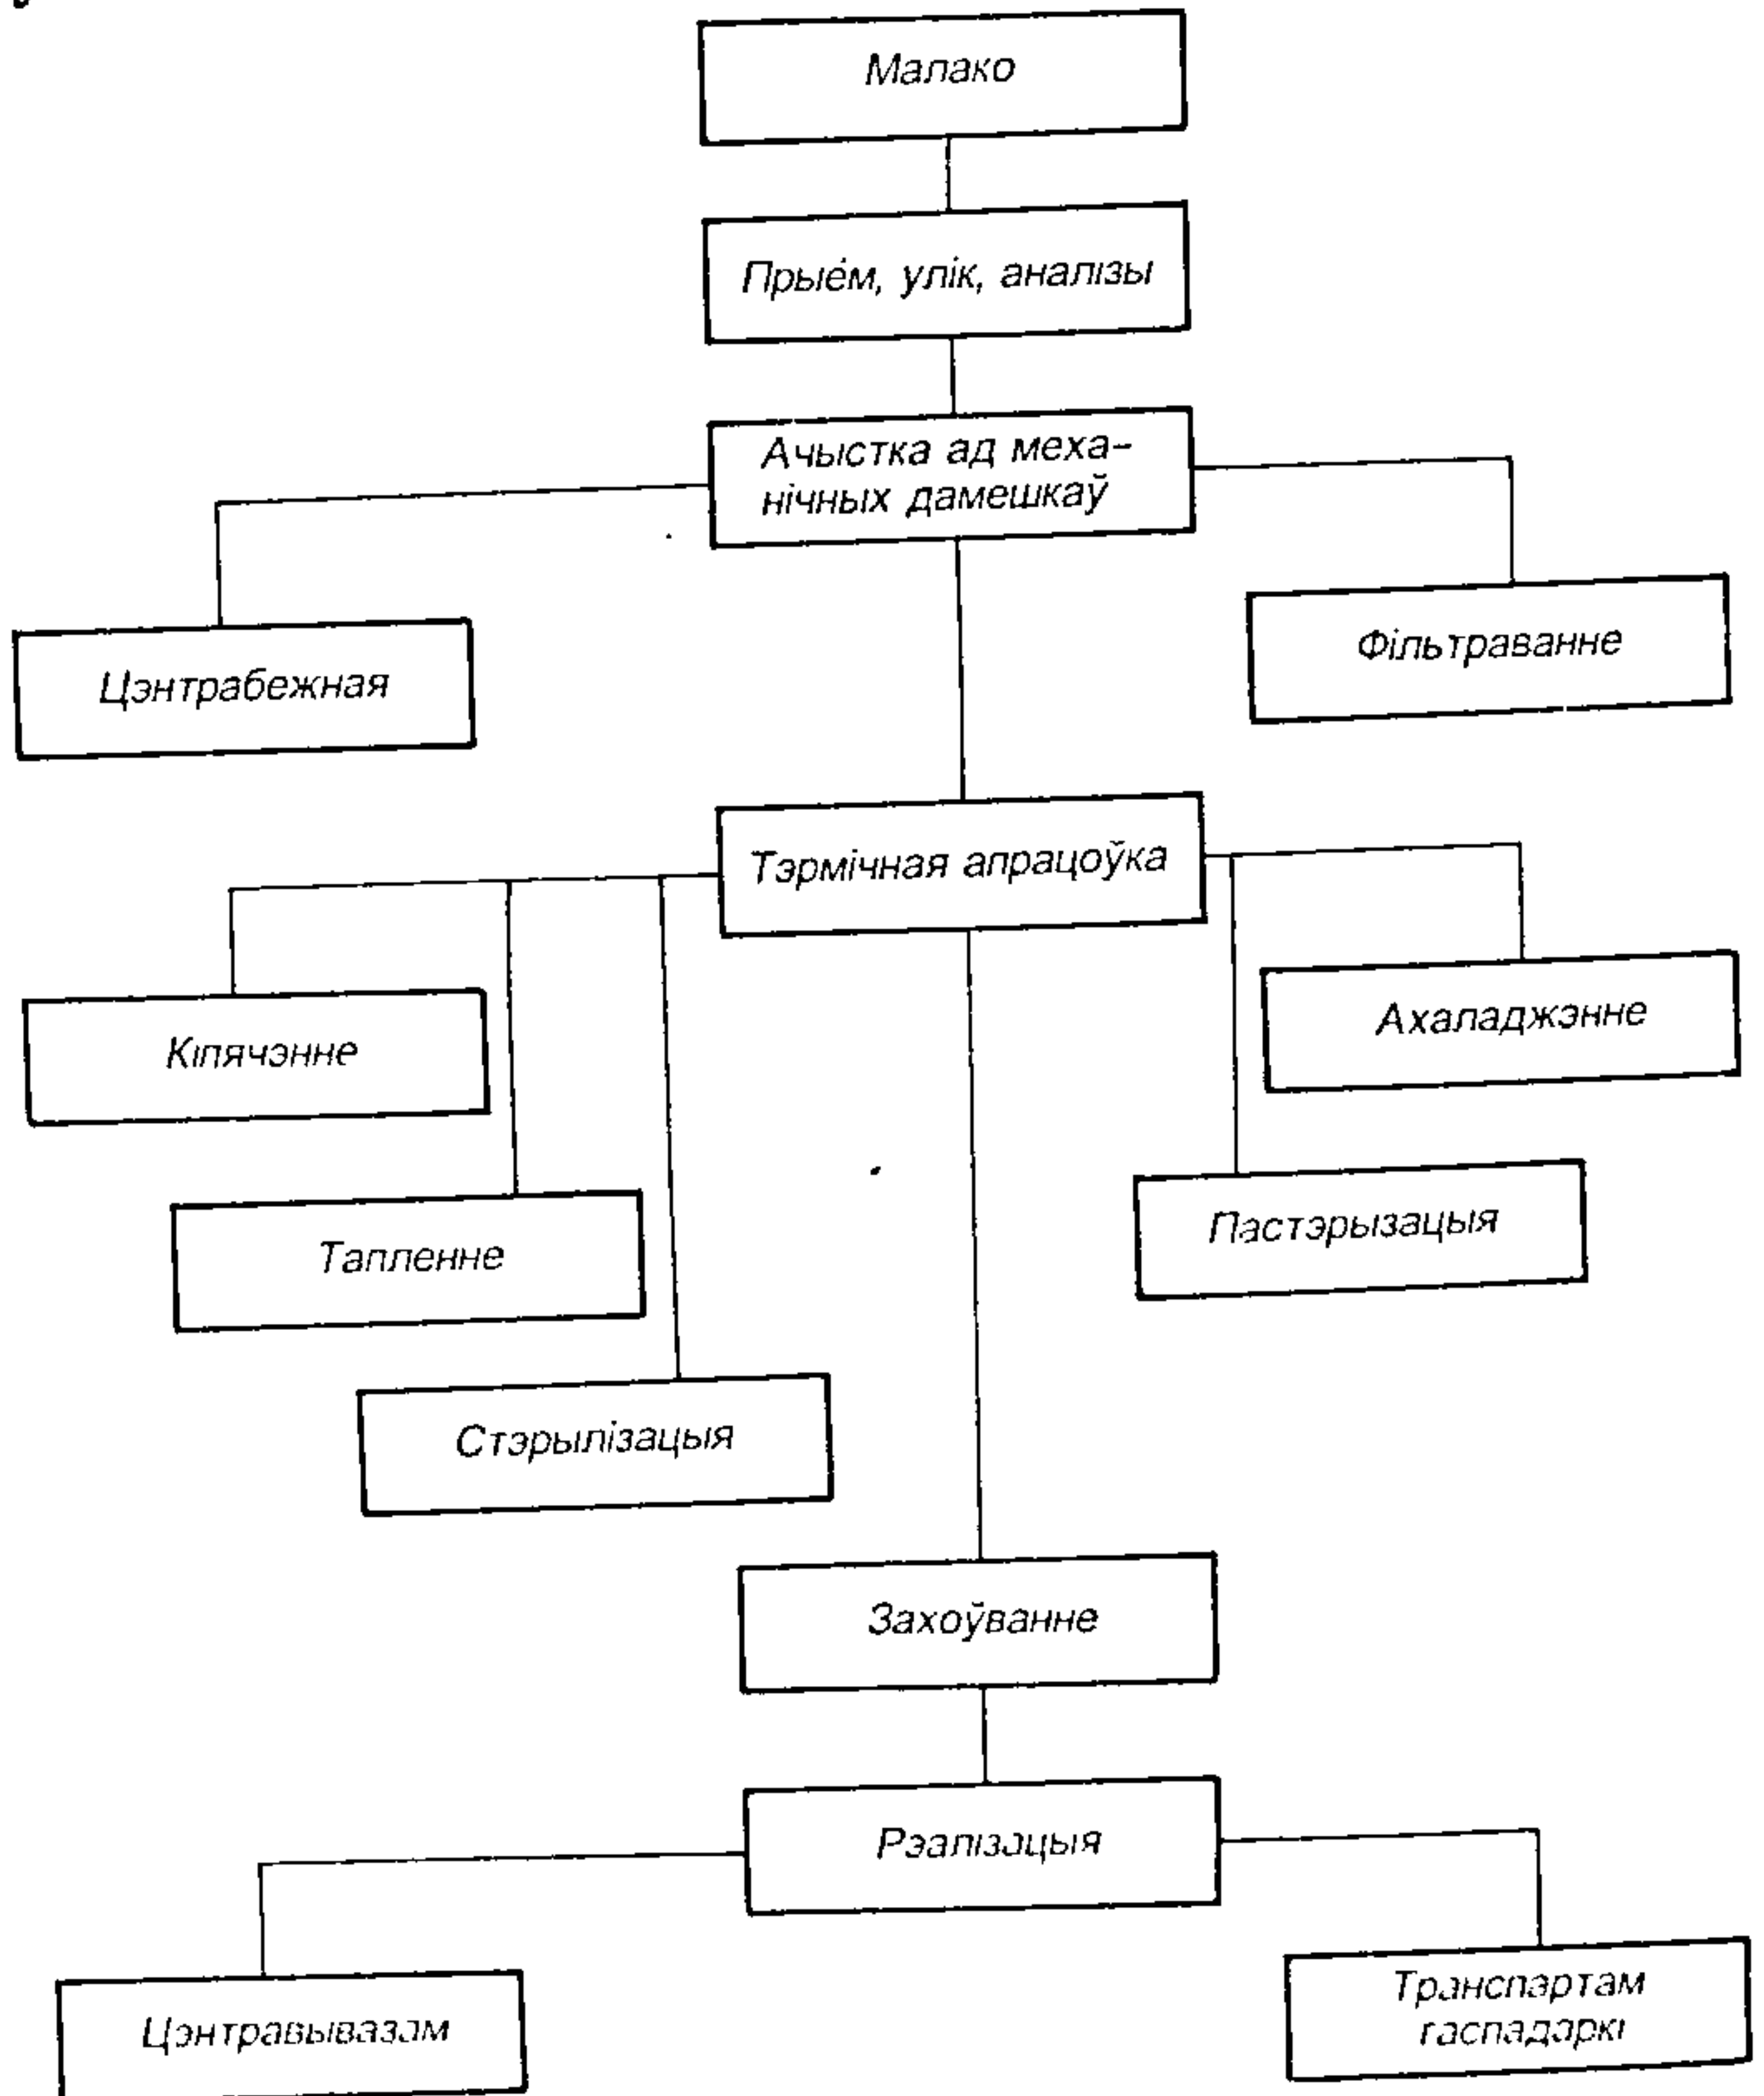 Малако
Прыём, улік, аналізы
Ачыстка ад меха-
нічных дамешкаў
Цэнтрабежная
Фільтраванне
Тэрмічная апрацоўка
Кіпячэнне
Ахаладжэнне
Тапленне
Пастэрызацыя
Стэрылізацыя
Захоўванне
Рэалізацыя
Цэнтравывазам
Транспартам
гаспадаркі